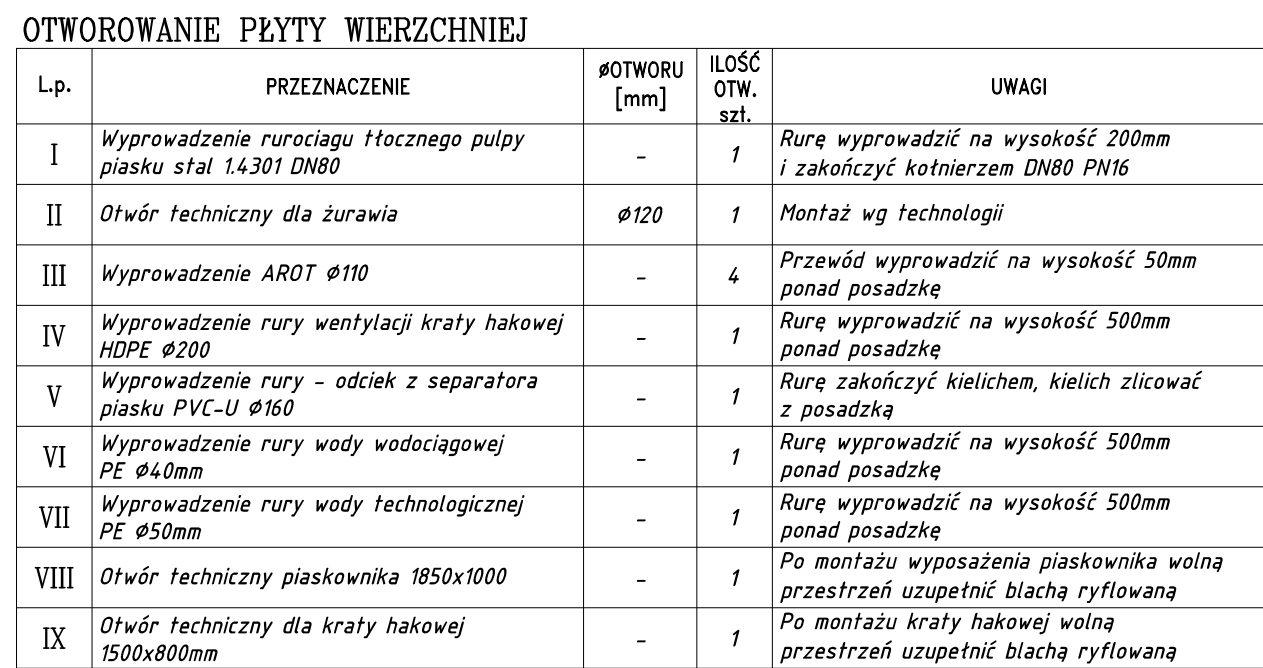 OTWOROWANIE PŁYTY WIERZCHNIEJ
L.p.
PRZEZNACZENIE
øOTWORU
[mm]
ILOŚĆ
OTW.
szt.
UWAGI
I
Wyprowadzenie rurociagu tłocznego pulpy
piasku stal 1.4301 DN80
-
1
Rurę wyprowadzić na wysokość 200mm
i zakończyć kołnierzem DN80 PN16
II
Otwór techniczny dla żurawia
ø120
1
Montaż wg technologii
III
Wyprowadzenie AROT ø110
-
4
Przewód wyprowadzić na wysokość 50mm
ponad posadzkę
IV
Wyprowadzenie rury wentylacji kraty hakowej
HDPE ø200
-
1
Rurę wyprowadzić na wysokość 500mm
ponad posadzkę
V
Wyprowadzenie rury - odciek z separatora
piasku PVC-U ø160
-
1
Rurę zakończyć kielichem, kielich zlicować
z posadzką
VI
Wyprowadzenie rury wody wodociągowej
PE ø40mm
-
1
Rurę wyprowadzić na wysokość 500mm
ponad posadzkę
VII
Wyprowadzenie rury wody technologicznej
PE ø50mm
-
1
Rurę wyprowadzić na wysokość 500mm
ponad posadzkę
VIII
Otwór techniczny piaskownika 1850x1000
-
1
Po montażu wyposażenia piaskownika wolną
przestrzeń uzupełnić blachą ryflowaną
IX
Otwór techniczny dla kraty hakowej
1500x800mm
-
1
Po montażu kraty hakowej wolną
przestrzeń uzupełnić blachą ryflowaną